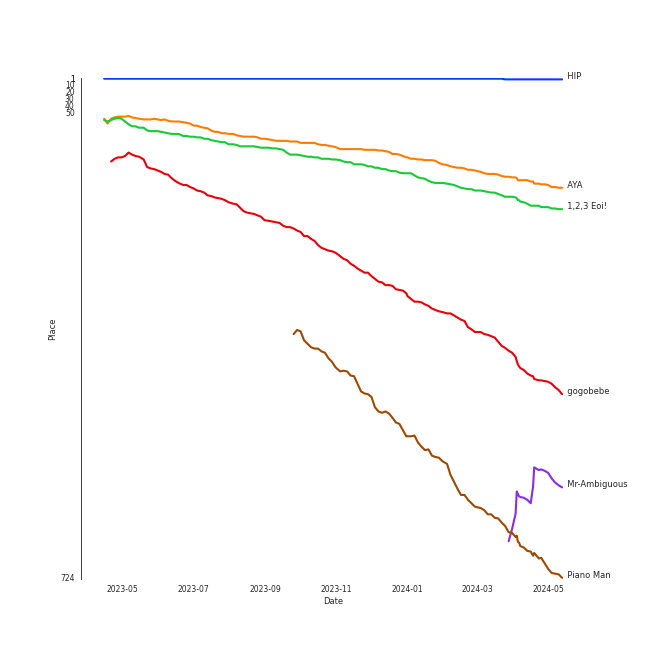 1
10
20
30
40
50
724
Place
HIP
AYA
1,2,3 Eoi!
gogobebe
Mr-Ambiguous
Piano Man
2023-05 2023-07 2023-09 2023-11 2024-01 2024-03 2024-05
Date